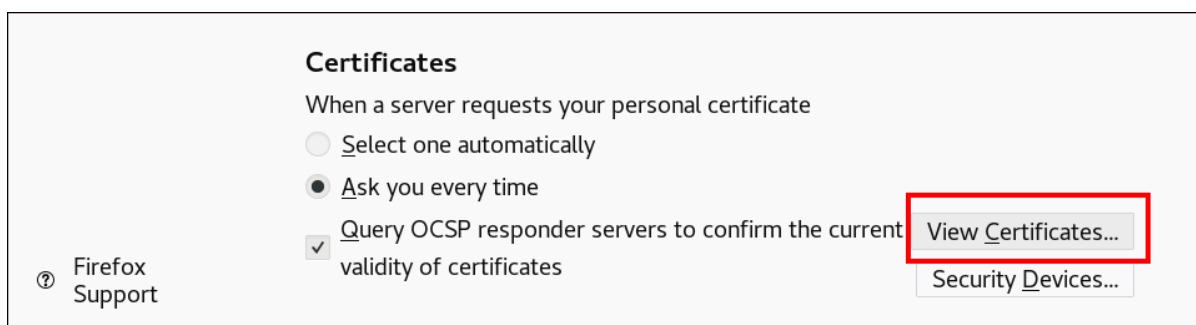 Certificates
When a server requests your personal certificate
Select one automatically
Ask you every time
Query OCSP responder servers to confirm the current
validity of certificates
View Certificates...
Security Devices...
Firefox
Support